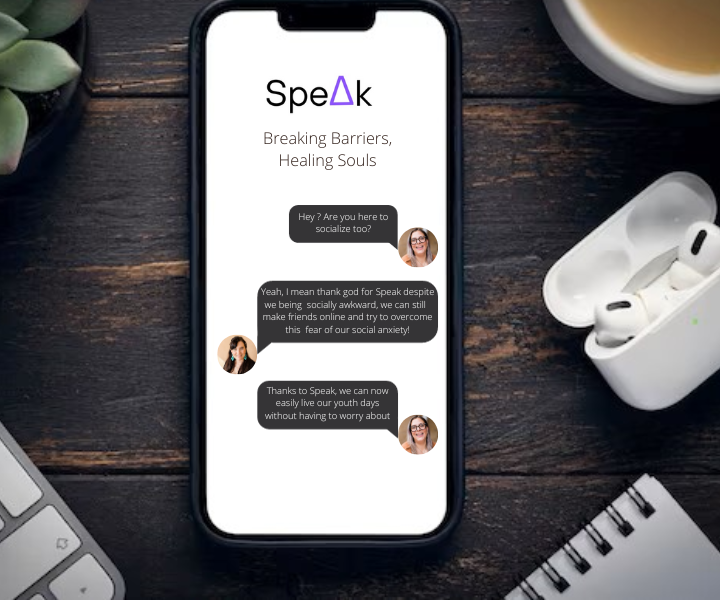 Speak
Breaking Barriers,
Healing Souls
Hey ? Are you here to
socialize too?
Yeah, I mean thank god for Speak despite
we being socially awkward, we can still
make friends online and try to overcome
this fear of our social anxiety!
Thanks to Speak, we can now
easily live our youth days
without having to worry about